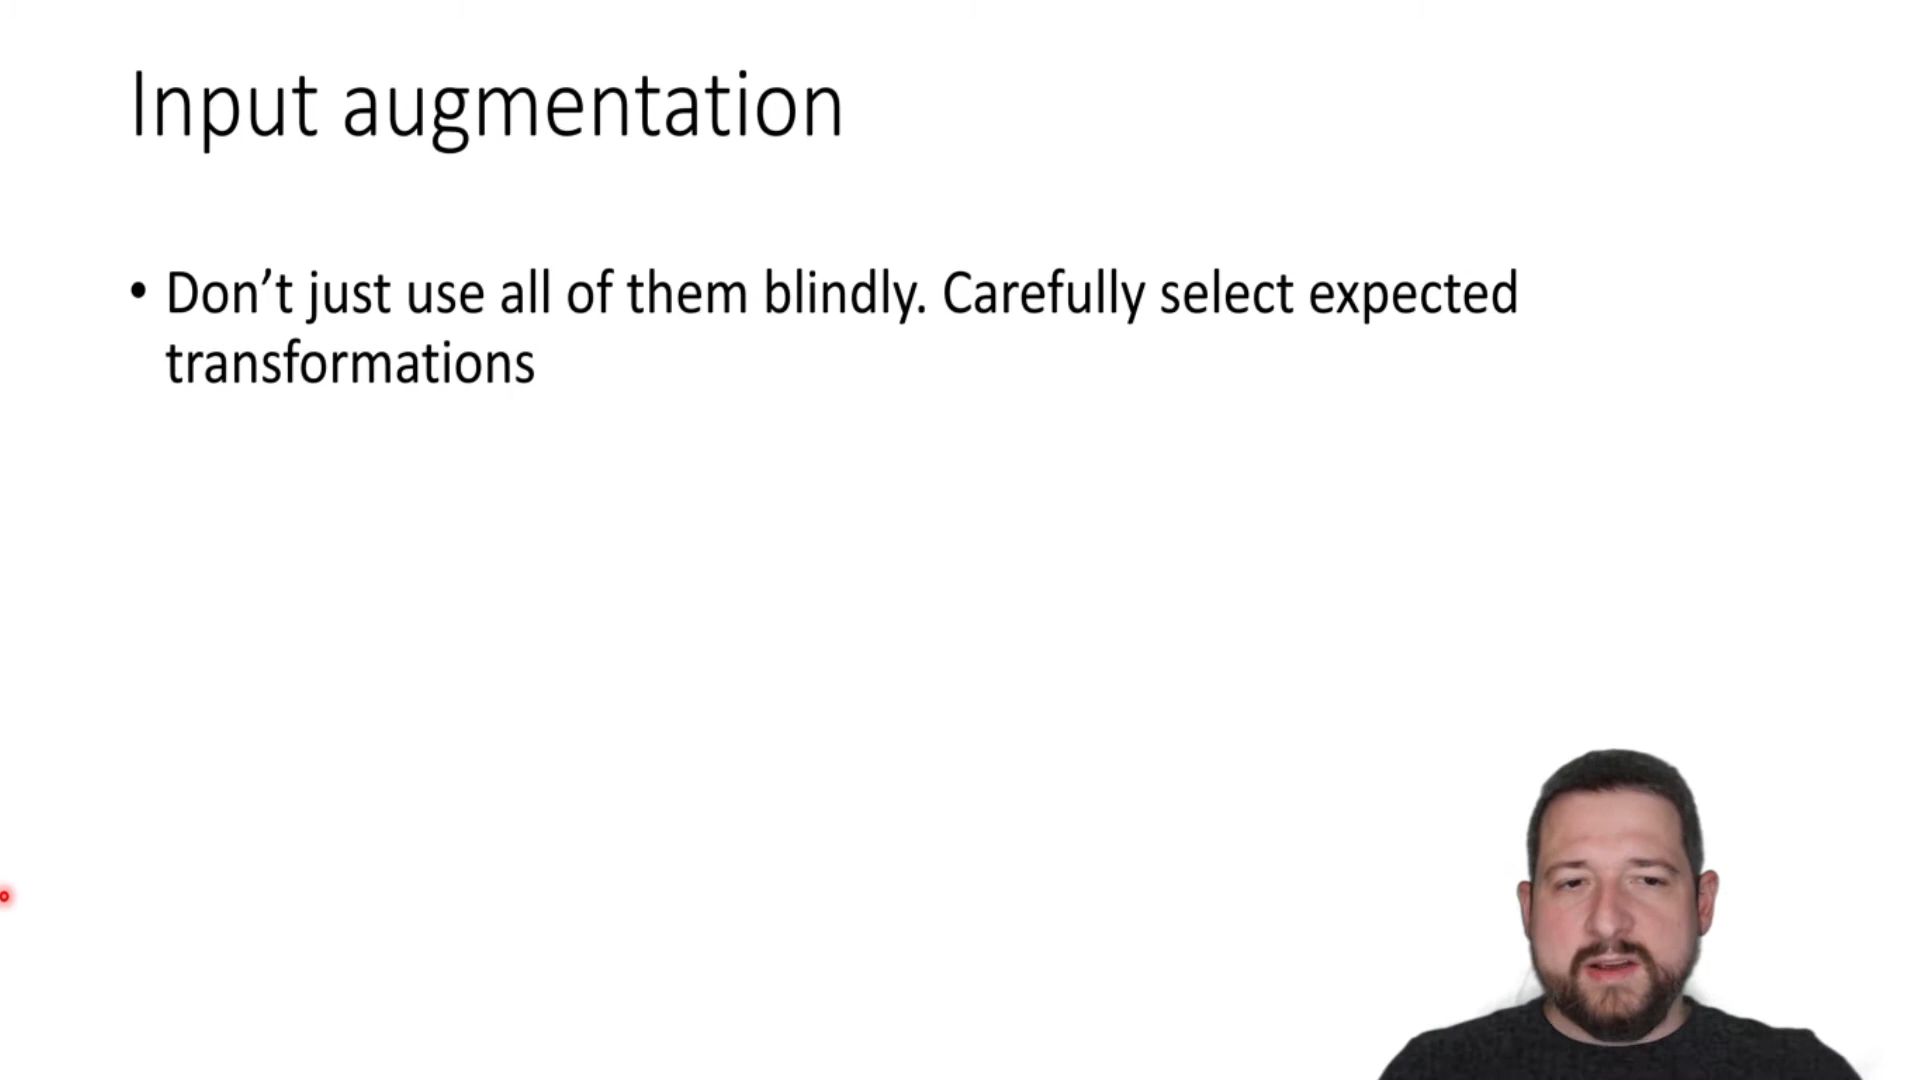 Input augmentation
• Don’t just use all of them blindly. Carefully select expected
transformations